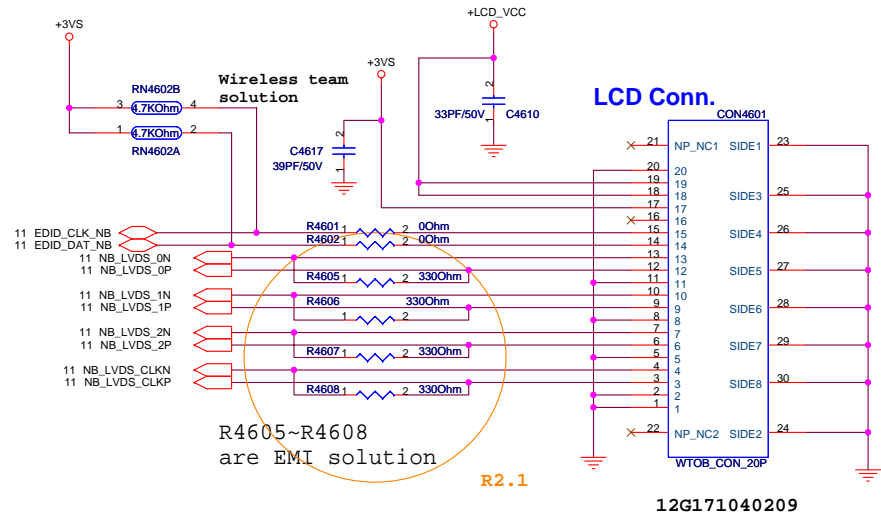 +LCD_VCC
+3VS
+3VS
RN4602B
Wireless team
solution
3 4.7KOhm 4
1 4.7KOhm 2
RN4602A
2
C4617
39PF/50V
1
2
33PF/50V C4610
1
LCD Conn.
CON4601
21 NP_NC1 SIDE1 23
20 20
19 19
18 18 SIDE3 25
17 17
16 16
11 EDID_CLK_NB R4601 1 2 0Ohm 15 15 SIDE4 26
11 EDID_DAT_NB R4602 1 2 0Ohm 14 14
11 NB_LVDS_0N 13 13
11 NB_LVDS_0P 12 12 SIDE5 27
R4605 1 2 330Ohm 11 11
11 NB_LVDS_1N 10 10
11 NB_LVDS_1P R4606 330Ohm 9 9 SIDE6 28
1 2 8 8
11 NB_LVDS_2N 7 7
11 NB_LVDS_2P 6 6 SIDE7 29
R4607 1 2 330Ohm 5 5
11 NB_LVDS_CLKN 4 4
11 NB_LVDS_CLKP 3 3 SIDE8 30
R4608 1 2 330Ohm 2 2
1 1
22 NP_NC2 SIDE2 24
R4605~R4608
are EMI solution
WTOB_CON_20P
R2.1
12G171040209